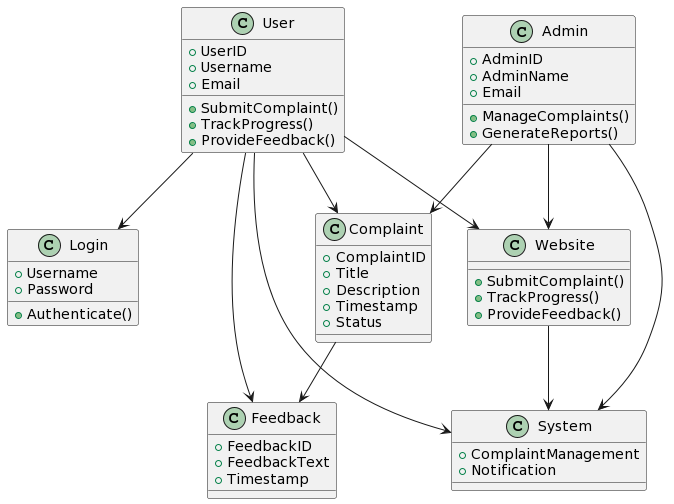 C User
UserID
Username
Email
SubmitComplaint()
TrackProgress()
ProvideFeedback()
C Admin
AdminID
AdminName
Email
ManageComplaints()
GenerateReports()
C Login
Username
Password
Authenticate()
C Complaint
ComplaintID
Title
Description
Timestamp
Status
C Website
SubmitComplaint()
TrackProgress()
ProvideFeedback()
C Feedback
FeedbackID
FeedbackText
Timestamp
C System
ComplaintManagement
Notification